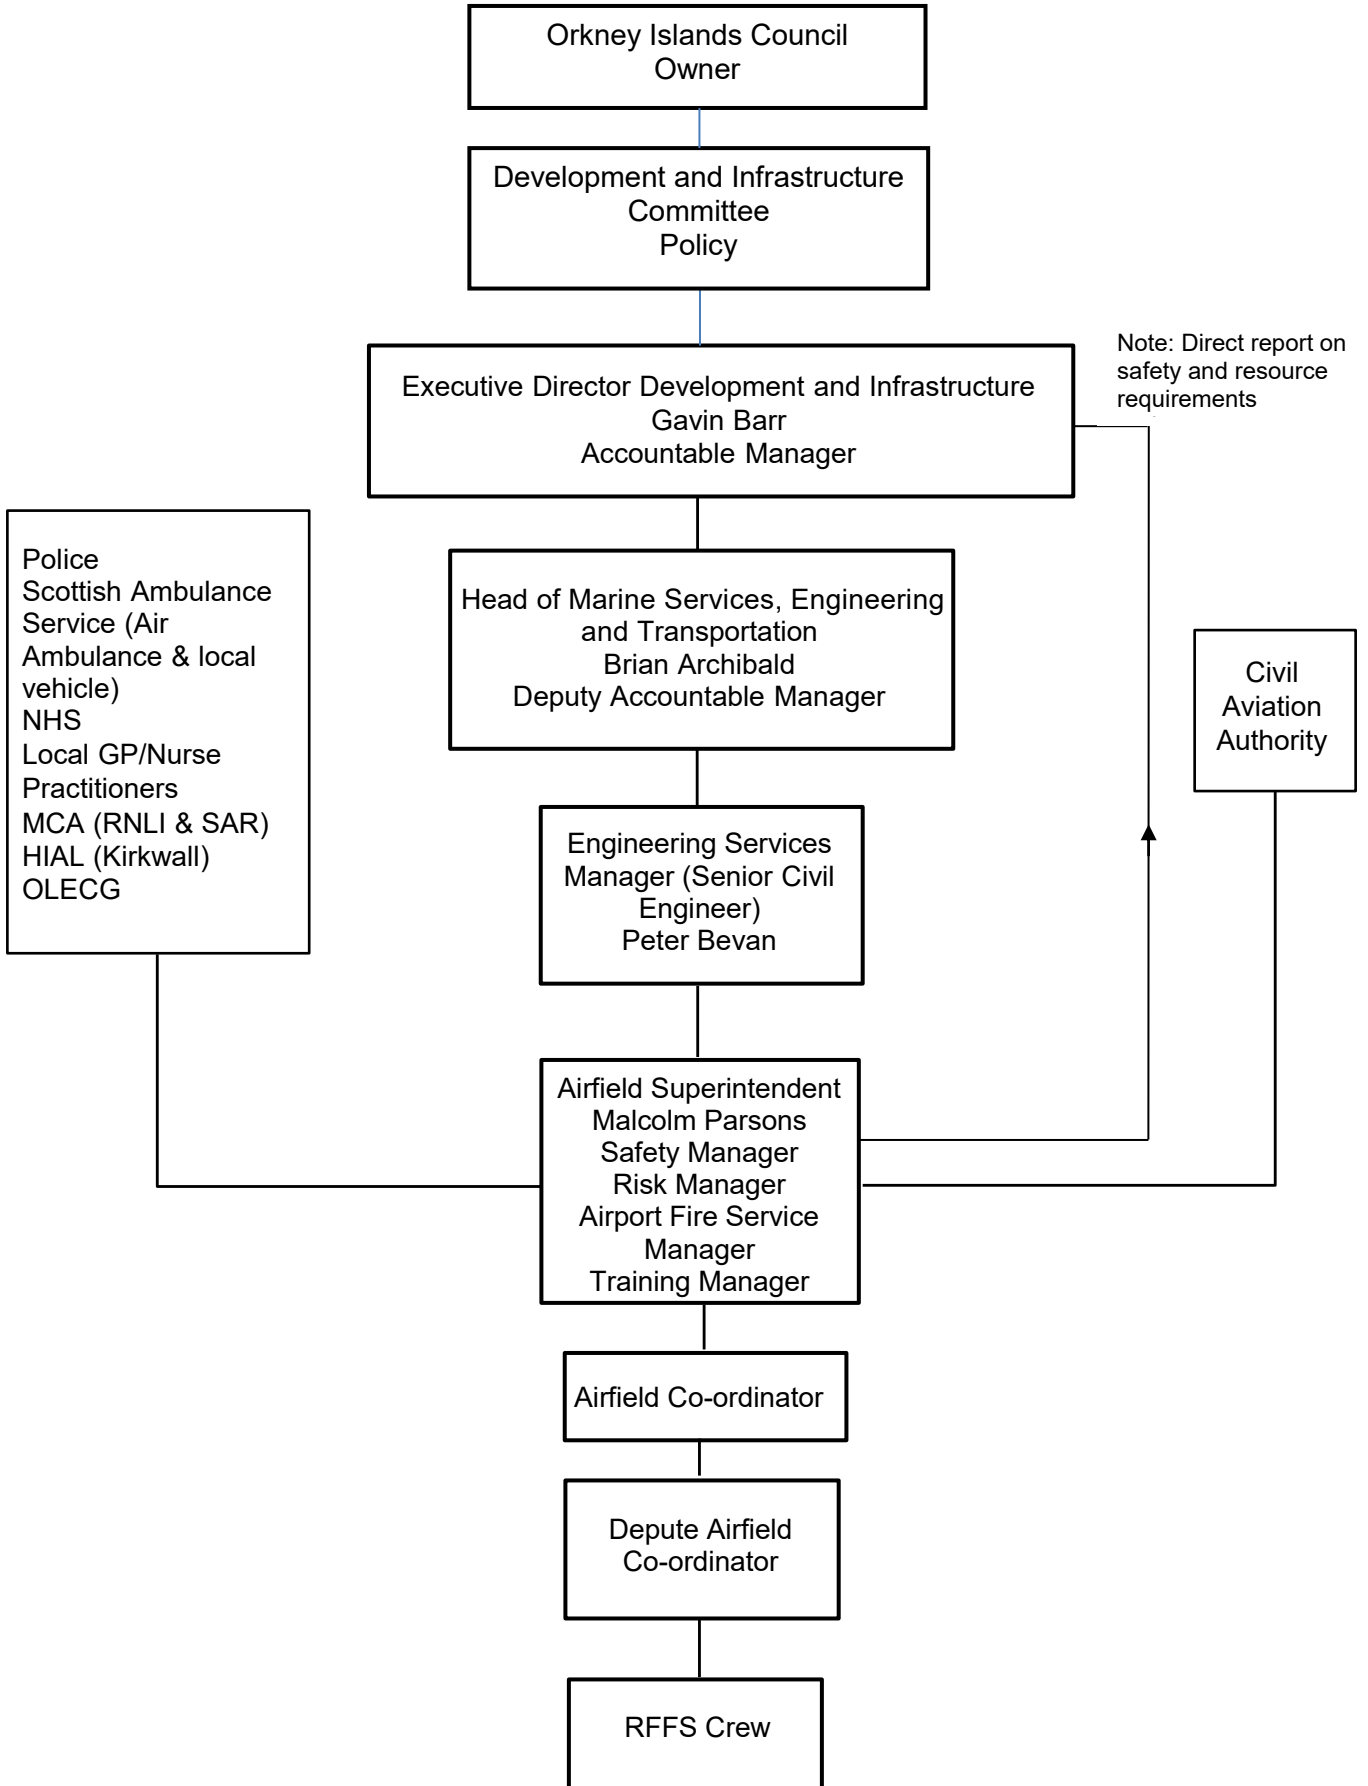 Orkney Islands Council
Owner
Development and Infrastructure
Committee
Policy
Note: Direct report on
safety and resource
requirements
Executive Director Development and Infrastructure
Gavin Barr
Accountable Manager
Police
Scottish Ambulance
Service (Air
Ambulance & local
vehicle)
NHS
Local GP/Nurse
Practitioners
MCA (RNLI & SAR)
HIAL (Kirkwall)
OLECG
Head of Marine Services, Engineering
and Transportation
Brian Archibald
Deputy Accountable Manager
Civil
Aviation
Authority
Engineering Services
Manager (Senior Civil
Engineer)
Peter Bevan
Airfield Superintendent
Malcolm Parsons
Safety Manager
Risk Manager
Airport Fire Service
Manager
Training Manager
Airfield Co-ordinator
Depute Airfield
Co-ordinator
RFFS Crew